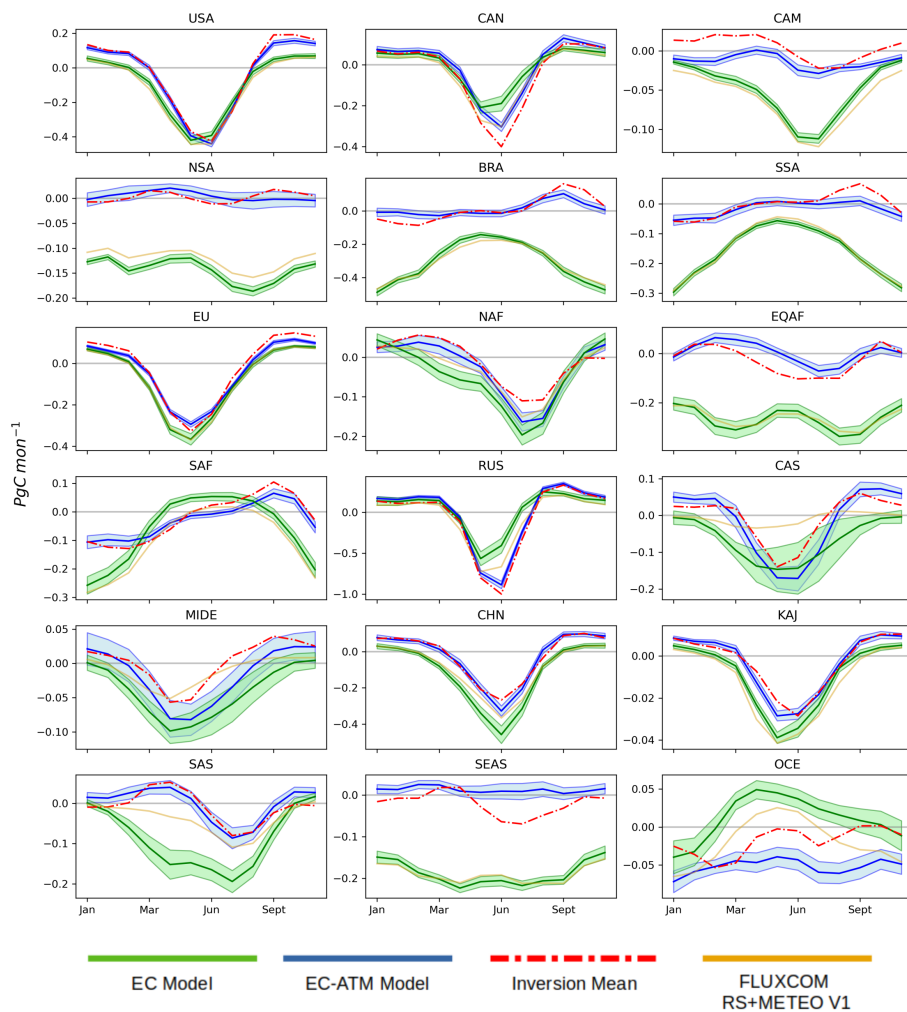 USA CAN CAM
0.2 0.0 −0.2 −0.4
0.0 −0.2 −0.4
0.00 −0.05 −0.10
NSA BRA SSA
0.00 −0.05 −0.10 −0.15 −0.20
0.0 −0.2 −0.4
0.0 −0.1 −0.2 −0.3
EU NAF EQAF
0.0 −0.2 −0.4
0.0 −0.1 −0.2
0.0 −0.2
PgC mon⁻¹
SAF RUS CAS
0.1 0.0 −0.1 −0.2 −0.3
0.0 −0.5 −1.0
0.1 0.0 −0.1 −0.2
MIDE CHN KAJ
0.05 0.00 −0.05 −0.10
0.0 −0.2 −0.4
0.00 −0.02 −0.04
SAS SEAS OCE
0.0 −0.1 −0.2
0.0 −0.1 −0.2
0.05 0.00 −0.05
Jan Mar Jun Sept
Jan Mar Jun Sept
Jan Mar Jun Sept
EC Model
EC-ATM Model
Inversion Mean
FLUXCOM
RS+METEO V1